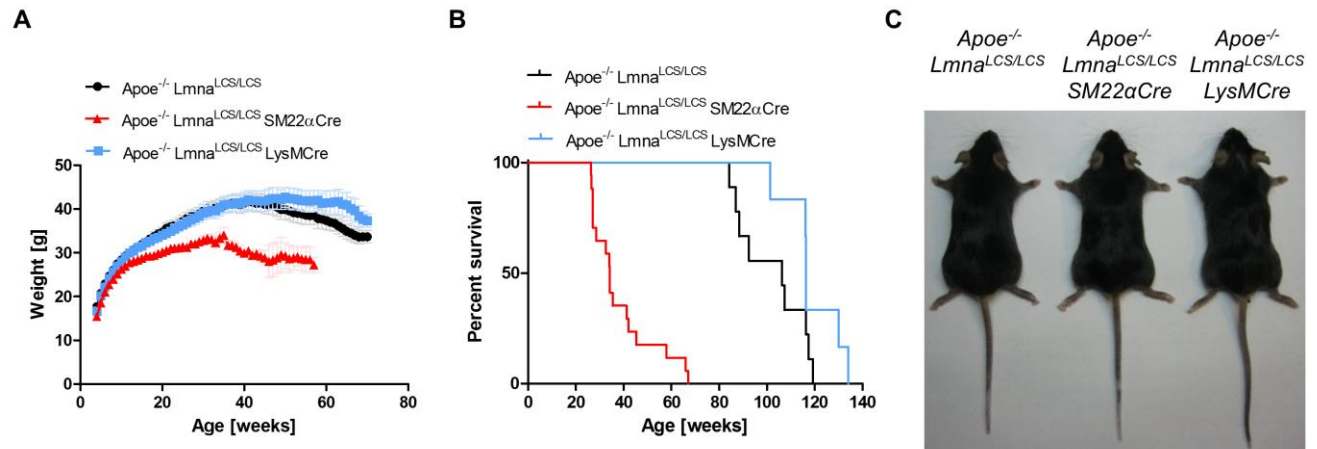 A
Apoe-/- LmnaLCS/LCS
Apoe-/- LmnaLCS/LCS SM22αCre
Apoe-/- LmnaLCS/LCS LysMCre
50
40
30
20
10
0
Weight [g]
0 20 40 60 80
Age [weeks]
B
Apoe-/- LmnaLCS/LCS
Apoe-/- LmnaLCS/LCS SM22αCre
Apoe-/- LmnaLCS/LCS LysMCre
100
50
0
Percent survival
0 20 40 60 80 100 120 140
Age [weeks]
C
Apoe-/-
LmnaLCS/LCS
Apoe-/-
LmnaLCS/LCS
SM22αCre
Apoe-/-
LmnaLCS/LCS
LysMCre